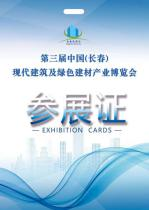 第三届中国(长春)
现代建筑及绿色建材产业博览会
参展证
— EXHIBITION CARDS —